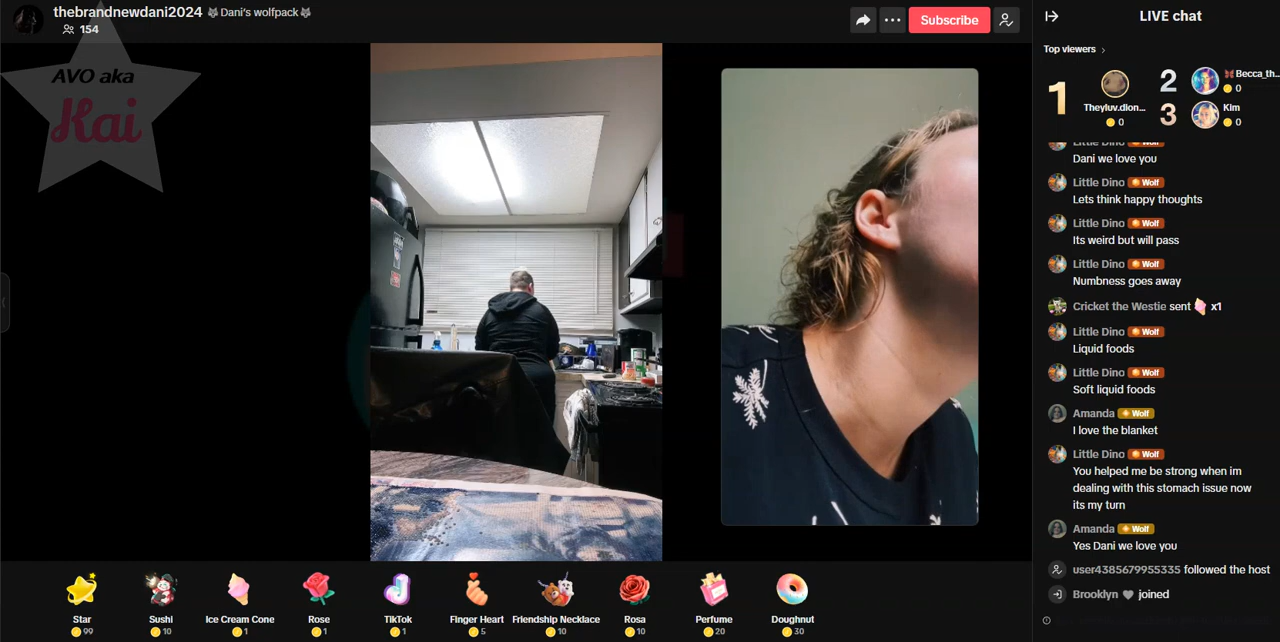 thebrandnewdani2024 🐺Dani's wolfpack🐺
154
Subscribe
AVO aka
Kai
LIVE chat
Top viewers
1
Theyluv.dion...
0
2
Becca_th...
0
3
Kim
0
Little Dino Wolf
Dani we love you
Little Dino Wolf
Lets think happy thoughts
Little Dino Wolf
Its weird but will pass
Little Dino Wolf
Numbness goes away
Cricket the Westie sent x1
Little Dino Wolf
Liquid foods
Little Dino Wolf
Soft liquid foods
Amanda Wolf
I love the blanket
Little Dino Wolf
You helped me be strong when im
dealing with this stomach issue now
its my turn
Amanda Wolf
Yes Dani we love you
user4385679955335 followed the host
Brooklyn 🤍 joined
Star
99
Sushi
10
Ice Cream Cone
1
Rose
1
TikTok
1
Finger Heart
5
Friendship Necklace
10
Rosa
10
Perfume
20
Doughnut
30